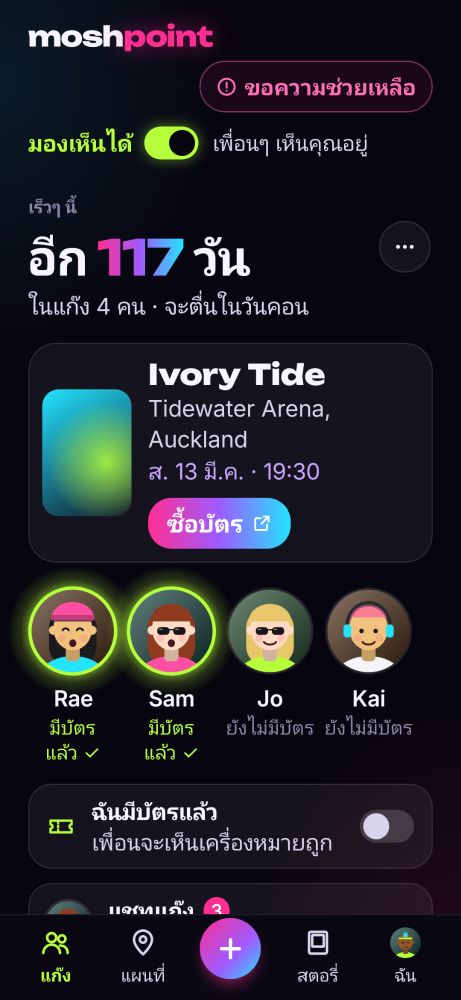 moshpoint
ขอความช่วยเหลือ
มองเห็นได้
เพื่อนๆ เห็นคุณอยู่
เร็วๆ นี้
อีก 117 วัน
ในแก๊ง 4 คน · จะตื่นในวันคอน
Ivory Tide
Tidewater Arena,
Auckland
ส. 13 มี.ค. · 19:30
ซื้อบัตร
Rae
Sam
Jo
Kai
มีบัตร
แล้ว ✓
มีบัตร
แล้ว ✓
ยังไม่มีบัตร
ยังไม่มีบัตร
ฉันมีบัตรแล้ว
เพื่อนจะเห็นเครื่องหมายถูก
แชทแก๊ง 3
แก๊ง
แผนที่
สตอรี่
ฉัน